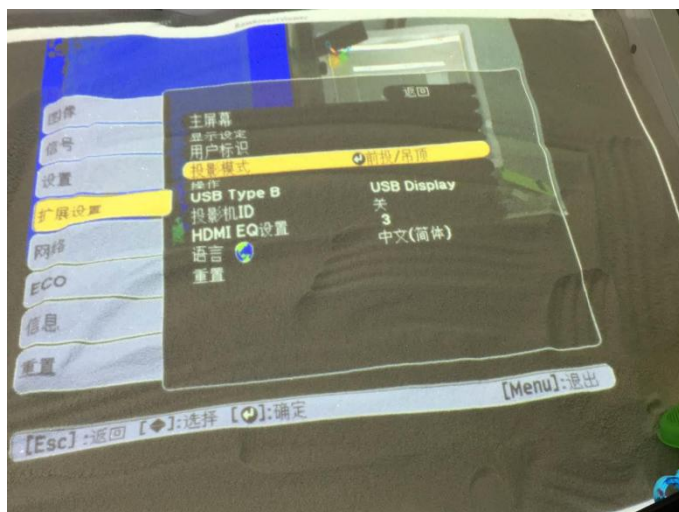 返回
图像
信号
设置
扩展设置
网络
ECO
信息
重置
主屏幕
显示设定
用户标识
投影模式 前投/吊顶
操作
USB Type B USB Display
投影机ID 关
HDMI EQ设置 3
语言 中文(简体)
重置
[Esc]:返回 [ ]:选择 [ ]:确定 [Menu]:退出